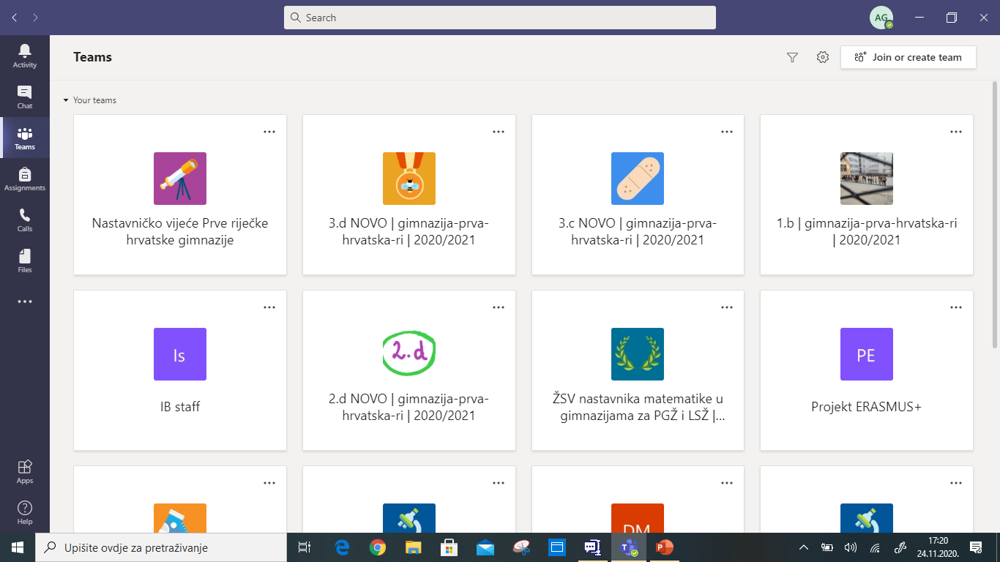 Search
AG
Activity
Chat
Teams
Assignments
Calls
Files
Apps
Help
Teams
Join or create team
Your teams
Nastavničko vijeće Prve riječke
hrvatske gimnazije
3.d NOVO | gimnazija-prva-
hrvatska-ri | 2020/2021
3.c NOVO | gimnazija-prva-
hrvatska-ri | 2020/2021
1.b | gimnazija-prva-hrvatska-ri
| 2020/2021
Is
IB staff
2.d
2.d NOVO | gimnazija-prva-
hrvatska-ri | 2020/2021
ŽSV nastavnika matematike u
gimnazijama za PGŽ i LSŽ |...
PE
Projekt ERASMUS+
DM
Upišite ovdje za pretraživanje
17:20
24.11.2020.